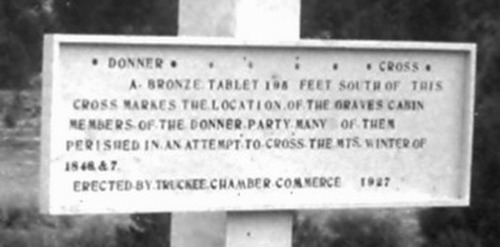 * DONNER * * * * * * CROSS *
A. BRONZE TABLET 198 FEET SOUTH OF THIS
CROSS MARKES THE LOCATION OF THE GRAVES CABIN
MEMBERS OF THE DONNER PARTY MANY OF THEM
PERISHED IN AN ATTEMPT TO CROSS THE MTS. WINTER OF
1846 & 7.
ERECTED BY TRUCKEE CHAMBER COMMERCE 1927